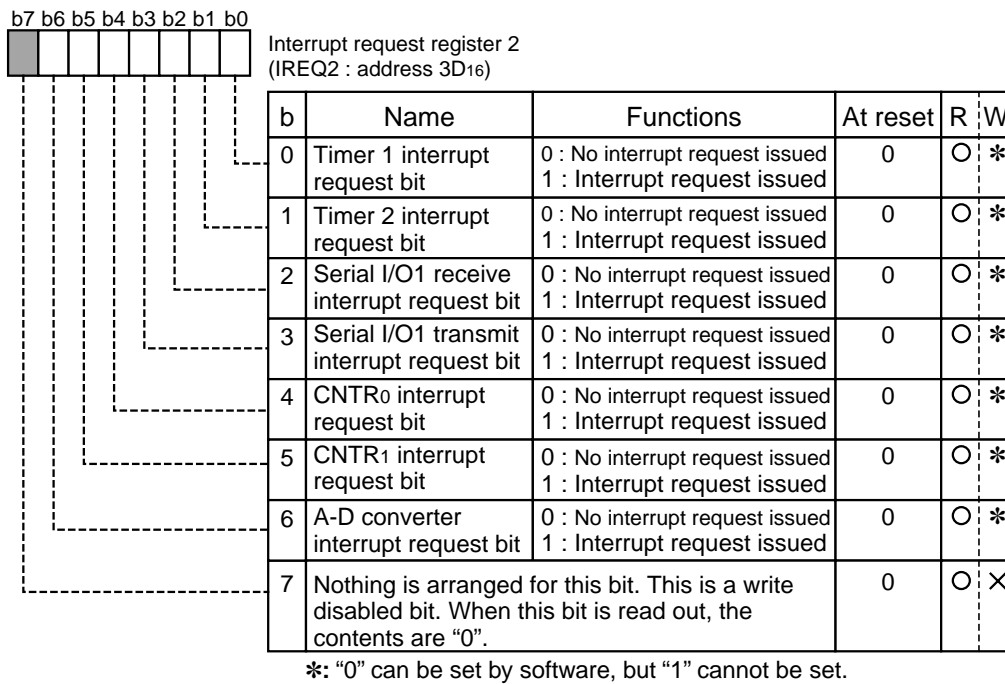 b7 b6 b5 b4 b3 b2 b1 b0
Interrupt request register 2
(IREQ2 : address 3D16)
b Name Functions At reset R W
0 Timer 1 interrupt request bit 0 : No interrupt request issued 1 : Interrupt request issued 0 O ✻
1 Timer 2 interrupt request bit 0 : No interrupt request issued 1 : Interrupt request issued 0 O ✻
2 Serial I/O1 receive interrupt request bit 0 : No interrupt request issued 1 : Interrupt request issued 0 O ✻
3 Serial I/O1 transmit interrupt request bit 0 : No interrupt request issued 1 : Interrupt request issued 0 O ✻
4 CNTR0 interrupt request bit 0 : No interrupt request issued 1 : Interrupt request issued 0 O ✻
5 CNTR1 interrupt request bit 0 : No interrupt request issued 1 : Interrupt request issued 0 O ✻
6 A-D converter interrupt request bit 0 : No interrupt request issued 1 : Interrupt request issued 0 O ✻
7 Nothing is arranged for this bit. This is a write disabled bit. When this bit is read out, the contents are “0”. 0 O ×
✻: “0” can be set by software, but “1” cannot be set.